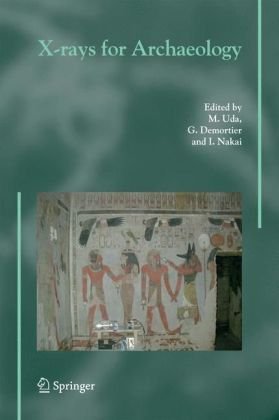 X-rays for Archaeology
Edited by
M. Uda,
G. Demortier
and I. Nakai
Springer